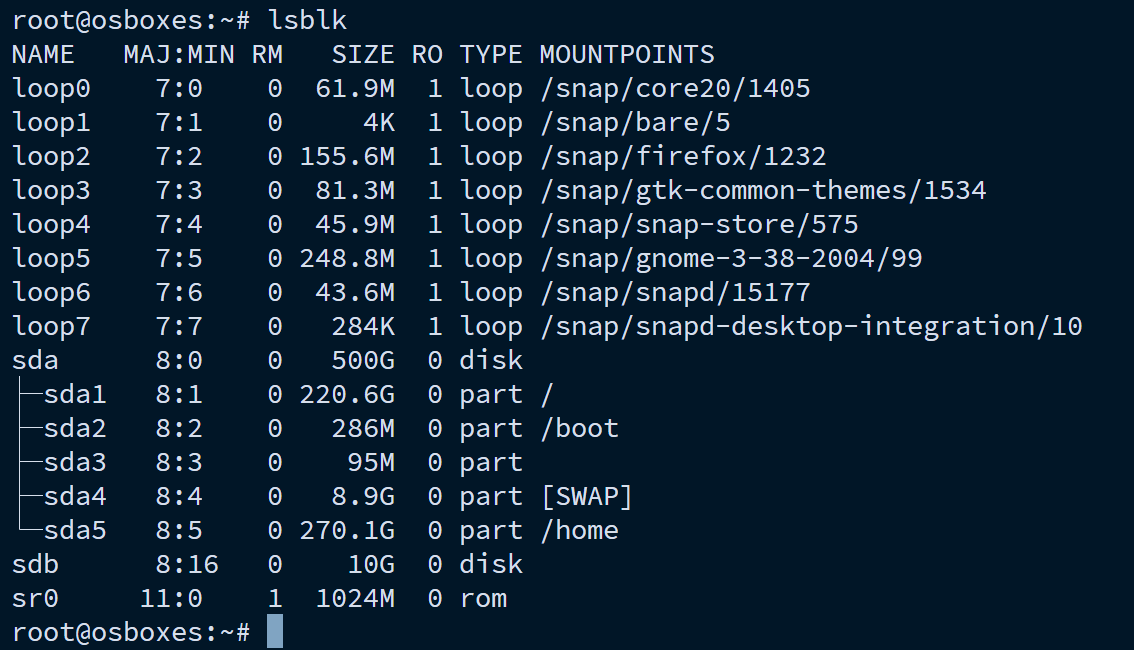 root@osboxes:~# lsblk
NAME   MAJ:MIN RM   SIZE RO TYPE MOUNTPOINTS
loop0    7:0    0  61.9M  1 loop /snap/core20/1405
loop1    7:1    0     4K  1 loop /snap/bare/5
loop2    7:2    0 155.6M  1 loop /snap/firefox/1232
loop3    7:3    0  81.3M  1 loop /snap/gtk-common-themes/1534
loop4    7:4    0  45.9M  1 loop /snap/snap-store/575
loop5    7:5    0 248.8M  1 loop /snap/gnome-3-38-2004/99
loop6    7:6    0  43.6M  1 loop /snap/snapd/15177
loop7    7:7    0   284K  1 loop /snap/snapd-desktop-integration/10
sda      8:0    0   500G  0 disk
├─sda1   8:1    0 220.6G  0 part /
├─sda2   8:2    0   286M  0 part /boot
├─sda3   8:3    0    95M  0 part
├─sda4   8:4    0   8.9G  0 part [SWAP]
└─sda5   8:5    0 270.1G  0 part /home
sdb      8:16   0    10G  0 disk
sr0     11:0    1  1024M  0 rom
root@osboxes:~#